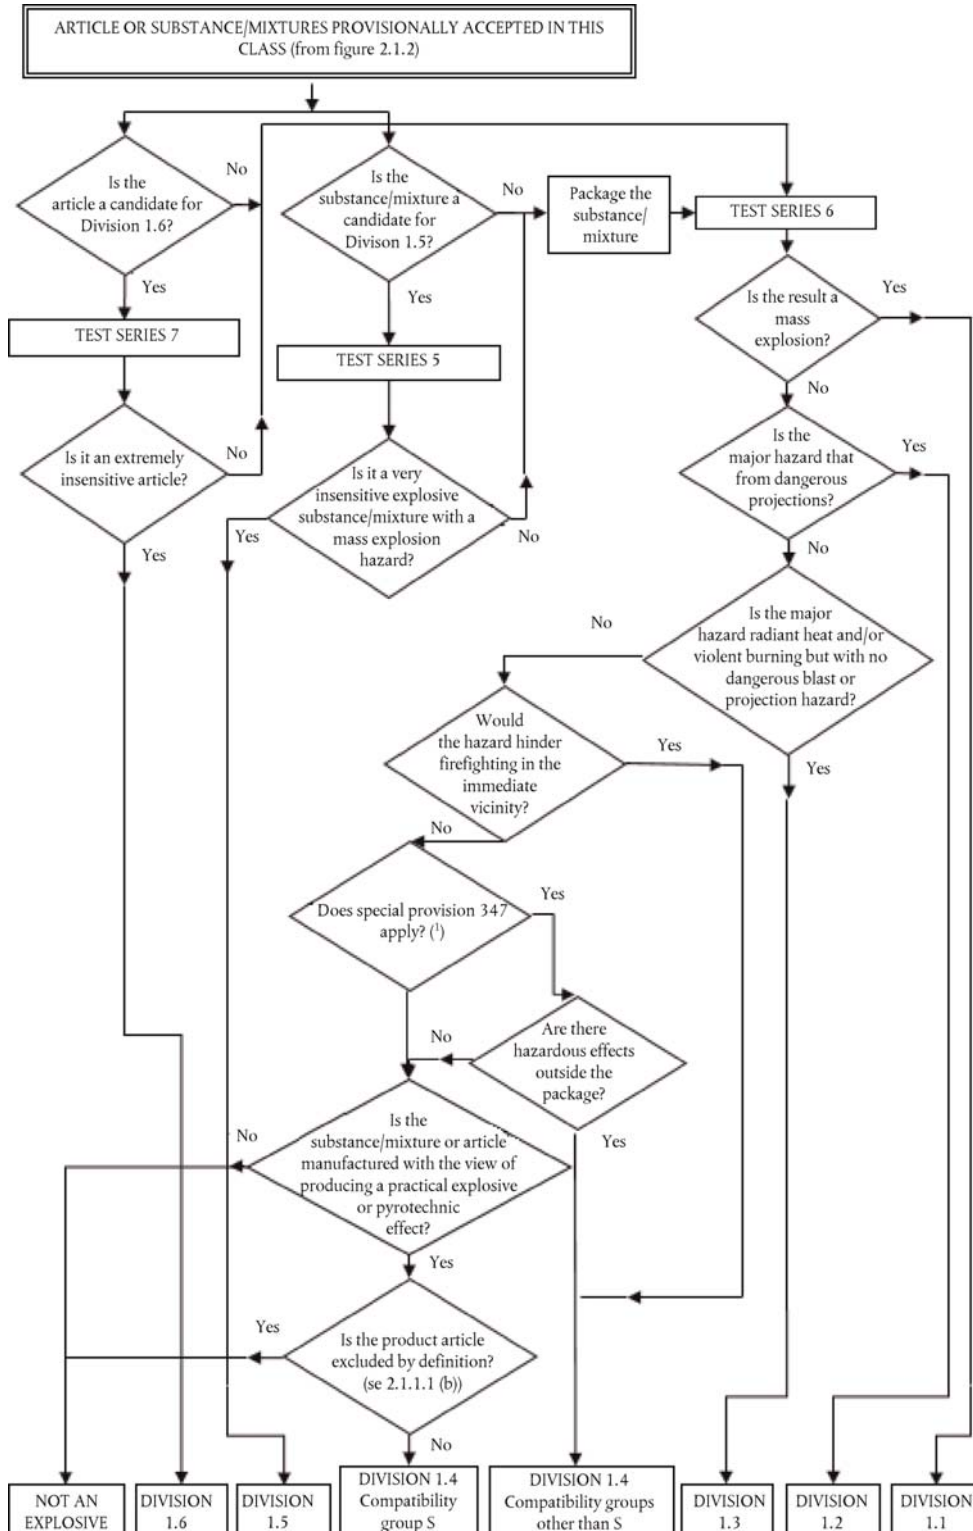 ARTICLE OR SUBSTANCE/MIXTURES PROVISIONALLY ACCEPTED IN THIS
CLASS (from figure 2.1.2)
Is the
article a candidate for
Division 1.6?
No
Yes
TEST SERIES 7
Is it an extremely
insensitive article?
No
Yes
Is the
substance/mixture a
candidate for
Divison 1.5?
No
Yes
TEST SERIES 5
Is it a very
insensitive explosive
substance/mixture with a
mass explosion
hazard?
Yes
No
Package the
substance/
mixture
TEST SERIES 6
Is the result a
mass
explosion?
Yes
No
Is the
major hazard that
from dangerous
projections?
Yes
No
Is the major
hazard radiant heat and/or
violent burning but with no
dangerous blast or
projection hazard?
No
Yes
Would
the hazard hinder
firefighting in the
immediate
vicinity?
Yes
No
Does special provision 347
apply? (1)
Yes
Are there
hazardous effects
outside the
package?
No
Yes
Is the
substance/mixture or article
manufactured with the view of
producing a practical explosive
or pyrotechnic
effect?
No
Yes
Is the product article
excluded by definition?
(se 2.1.1.1 (b))
Yes
No
NOT AN
EXPLOSIVE
DIVISION
1.6
DIVISION
1.5
DIVISION 1.4
Compatibility
group S
DIVISION 1.4
Compatibility groups
other than S
DIVISION
1.3
DIVISION
1.2
DIVISION
1.1